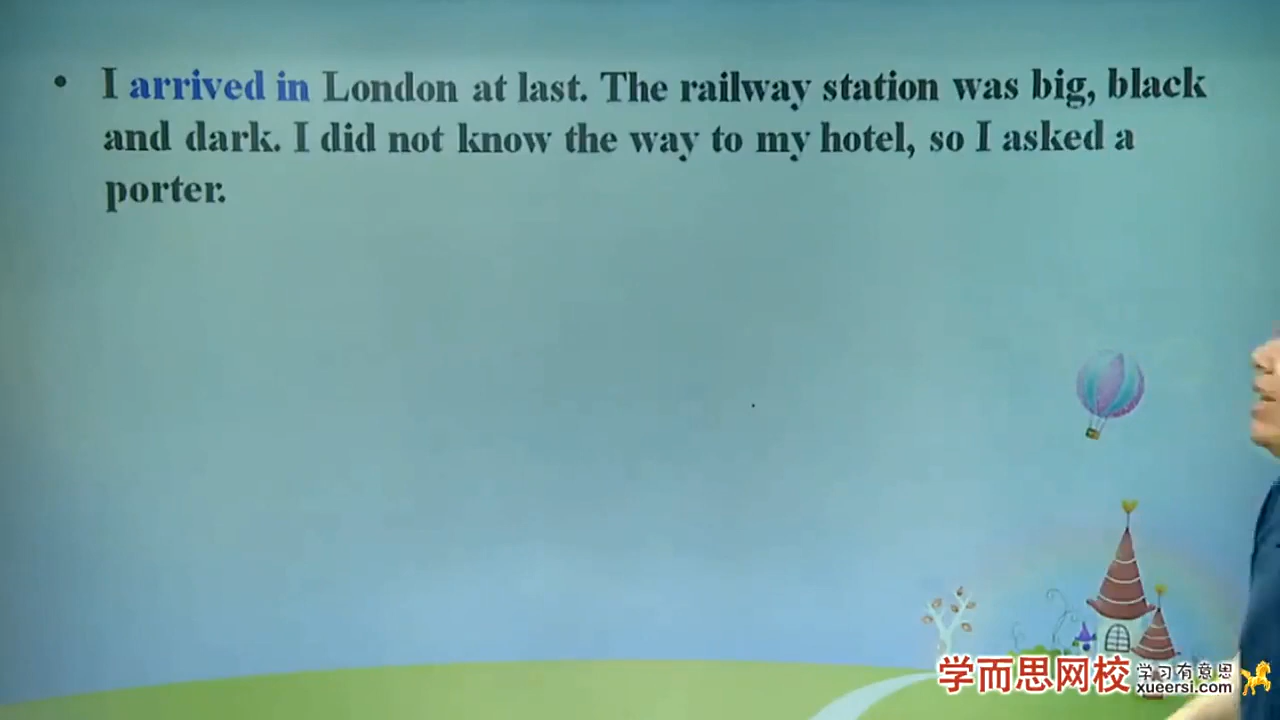 • I arrived in London at last. The railway station was big, black
and dark. I did not know the way to my hotel, so I asked a
porter.
学而思网校
学习有意思
xueersi.com